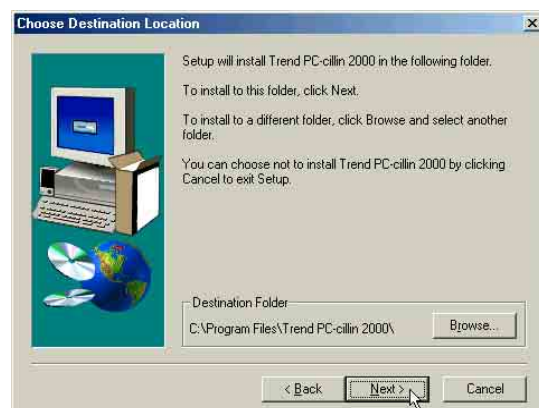 Choose Destination Location
Setup will install Trend PC-cillin 2000 in the following folder.
To install to this folder, click Next.
To install to a different folder, click Browse and select another
folder.
You can choose not to install Trend PC-cillin 2000 by clicking
Cancel to exit Setup.
Destination Folder
C:\Program Files\Trend PC-cillin 2000\
Browse...
< Back
Next >
Cancel